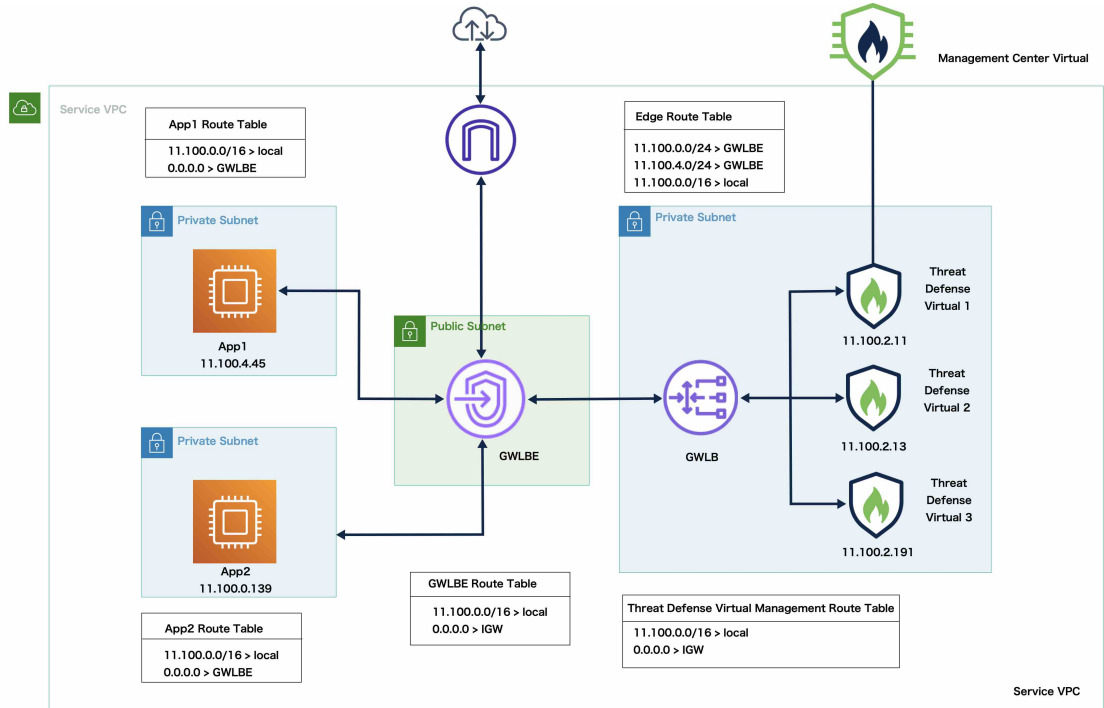 Management Center Virtual
Service VPC
App1 Route Table
11.100.0.0/16 > local
0.0.0.0 > GWLBE
Edge Route Table
11.100.0.0/24 > GWLBE
11.100.4.0/24 > GWLBE
11.100.0.0/16 > local
Private Subnet
App1
11.100.4.45
Public Subnet
GWLBE
Private Subnet
GWLB
Threat
Defense
Virtual 1
11.100.2.11
Threat
Defense
Virtual 2
11.100.2.13
Threat
Defense
Virtual 3
11.100.2.191
Private Subnet
App2
11.100.0.139
App2 Route Table
11.100.0.0/16 > local
0.0.0.0 > GWLBE
GWLBE Route Table
11.100.0.0/16 > local
0.0.0.0 > IGW
Threat Defense Virtual Management Route Table
11.100.0.0/16 > local
0.0.0.0 > IGW
Service VPC